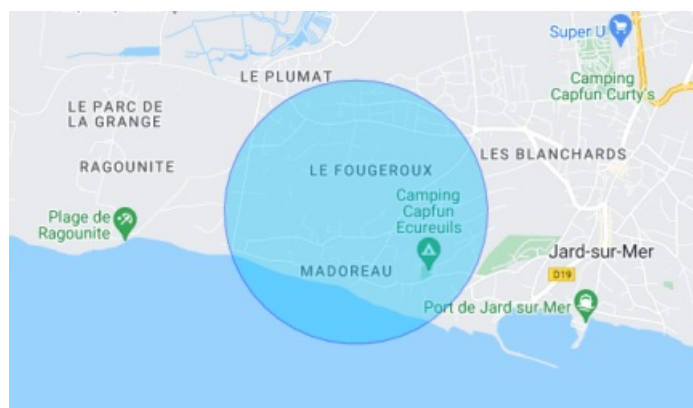 Super U
LE PLUMAT
Camping
Capfun Curty's
LE PARC DE
LA GRANGE
LES BLANCHARDS
RAGOUNITE
LE FOUGEROUX
Camping
Capfun
Ecureuils
Plage de
Ragounite
Jard-sur-Mer
MADOREAU
D19
Port de Jard sur Mer